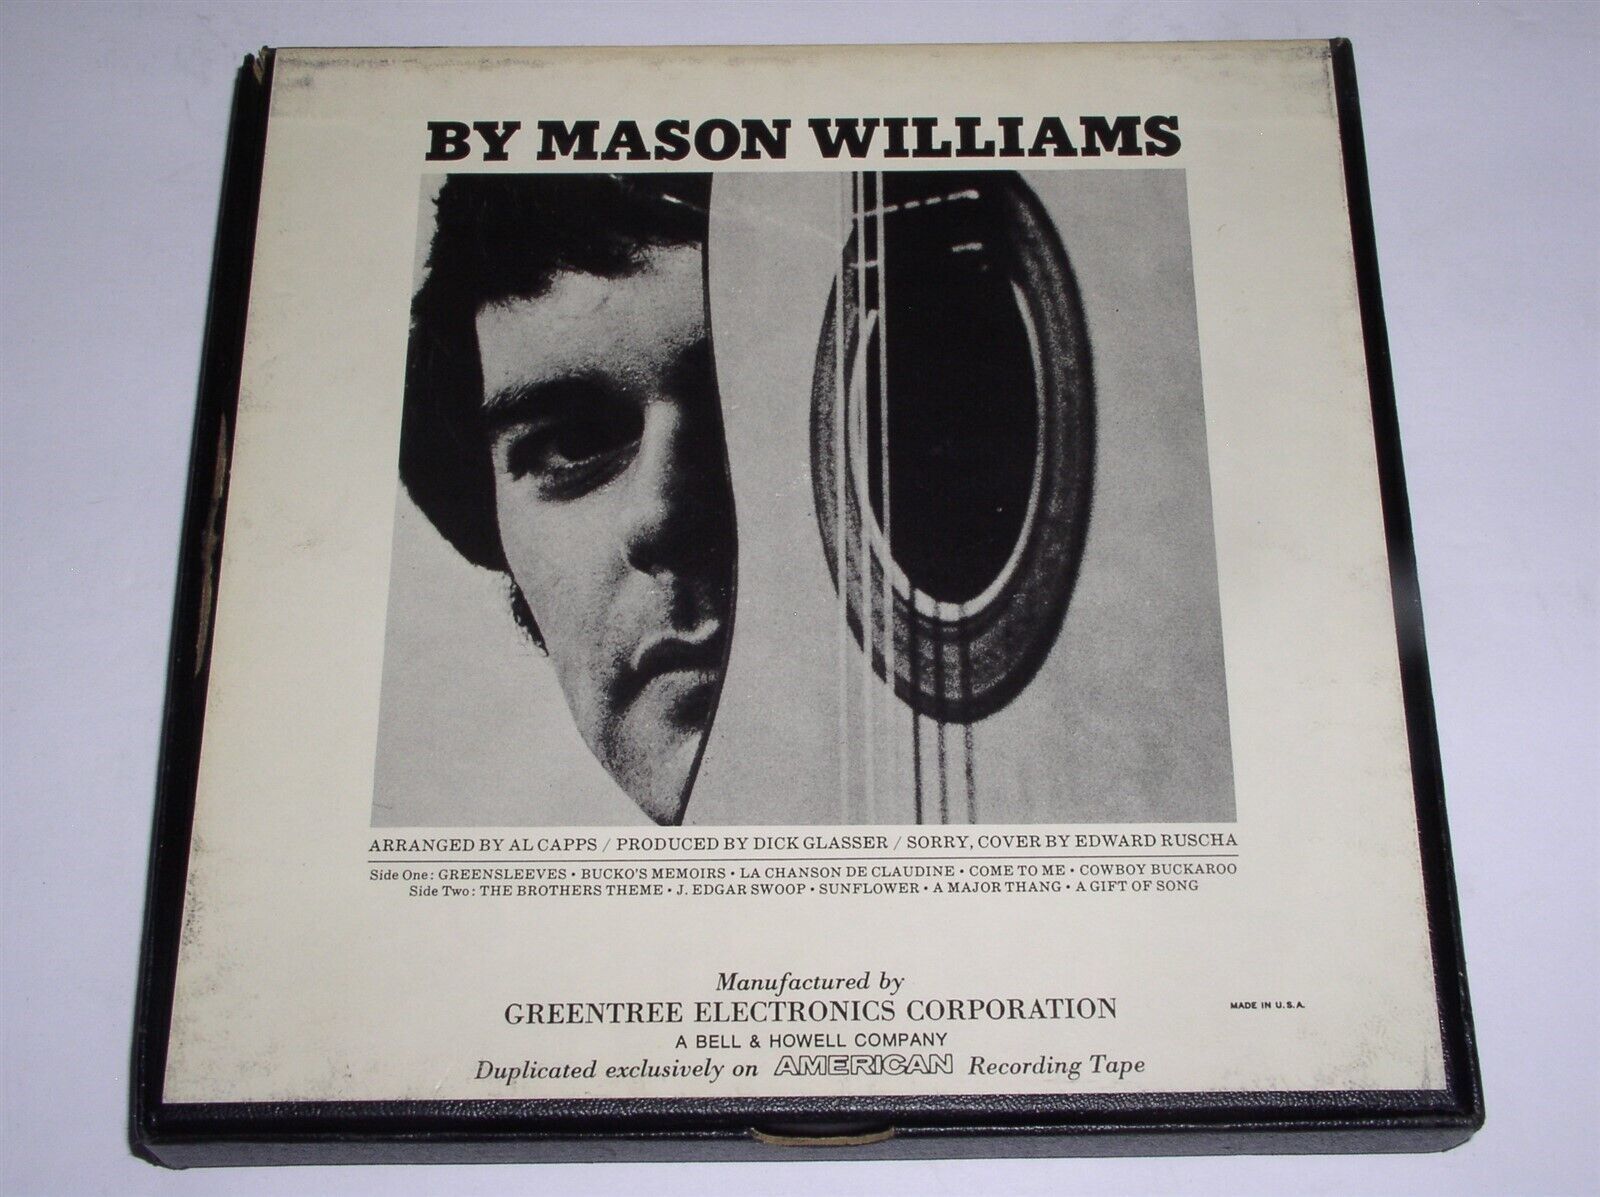 BY MASON WILLIAMS
ARRANGED BY AL CAPPS / PRODUCED BY DICK GLASSER / SORRY, COVER BY EDWARD RUSCHA
Side One: GREENSLEEVES • BUCKO'S MEMOIRS • LA CHANSON DE CLAUDINE • COME TO ME • COWBOY BUCKAROO
Side Two: THE BROTHERS THEME • J. EDGAR SWOOP • SUNFLOWER • A MAJOR THANG • A GIFT OF SONG
Manufactured by
GREENTREE ELECTRONICS CORPORATION
MADE IN U.S.A.
A BELL & HOWELL COMPANY
Duplicated exclusively on AMERICAN Recording Tape